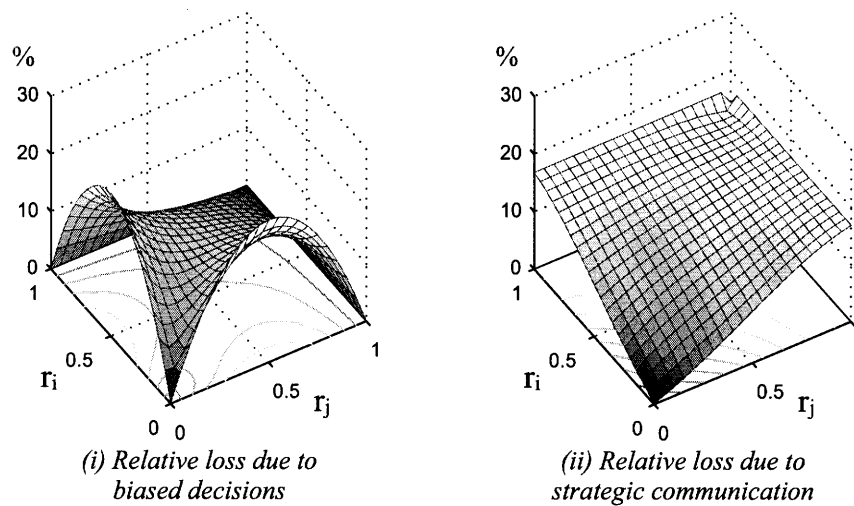 %
30
20
10
0
1
0.5
r_i
0 0
0.5
r_j
1
(i) Relative loss due to
biased decisions
%
30
20
10
0
1
0.5
r_i
0 0
0.5
r_j
1
(ii) Relative loss due to
strategic communication